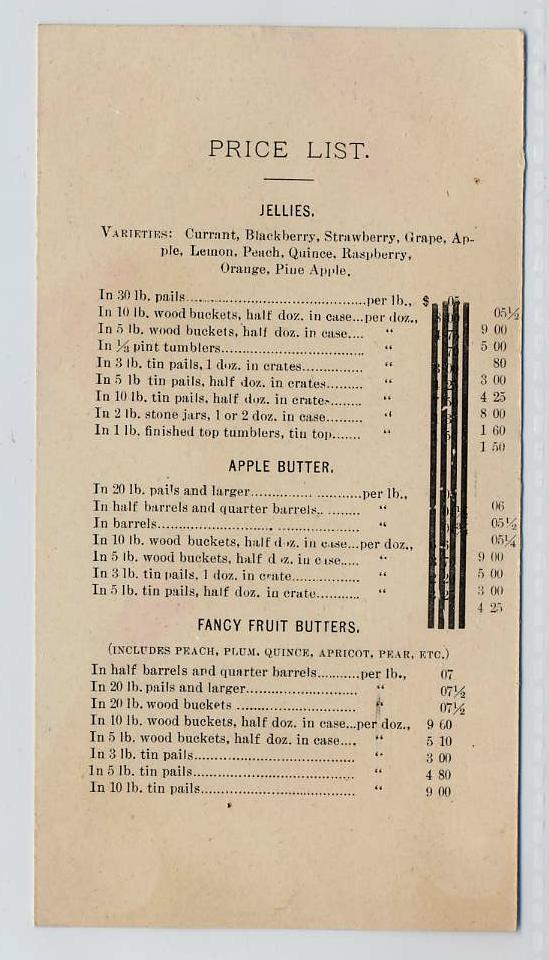 PRICE LIST.
JELLIES.
VARIETIES: Currant, Blackberry, Strawberry, Grape, Ap-
ple, Lemon, Peach, Quince, Raspberry,
Orange, Pine Apple.
In 30 lb. pails.....................................per lb., $ 05½
In 10 lb. wood buckets, half doz. in case...per doz., 9 00
In 5 lb. wood buckets, half doz. in case.... “ 5 00
In ½ pint tumblers.............................. “ 80
In 3 lb. tin pails, 1 doz. in crates............. “ 3 00
In 5 lb tin pails, half doz. in crates......... “ 4 25
In 10 lb. tin pails, half doz. in crates........ “ 8 00
In 2 lb. stone jars, 1 or 2 doz. in case........ “ 1 60
In 1 lb. finished top tumblers, tin top....... “ 1 50
APPLE BUTTER.
In 20 lb. pails and larger........................per lb., 06
In half barrels and quarter barrels.......... “ 05½
In barrels.......................................... “ 05¼
In 10 lb. wood buckets, half doz. in case...per doz., 9 00
In 5 lb. wood buckets, half doz. in case..... “ 5 00
In 3 lb. tin pails, 1 doz. in crate.............. “ 3 00
In 5 lb. tin pails, half doz. in crate.......... “ 4 25
FANCY FRUIT BUTTERS.
(INCLUDES PEACH, PLUM. QUINCE, APRICOT, PEAR, ETC.)
In half barrels and quarter barrels..........per lb., 07
In 20 lb. pails and larger........................ “ 07½
In 20 lb. wood buckets .......................... “ 07½
In 10 lb. wood buckets, half doz. in case...per doz., 9 60
In 5 lb. wood buckets, half doz. in case.... “ 5 10
In 3 lb. tin pails.................................. “ 3 00
In 5 lb. tin pails.................................. “ 4 80
In 10 lb. tin pails................................. “ 9 00